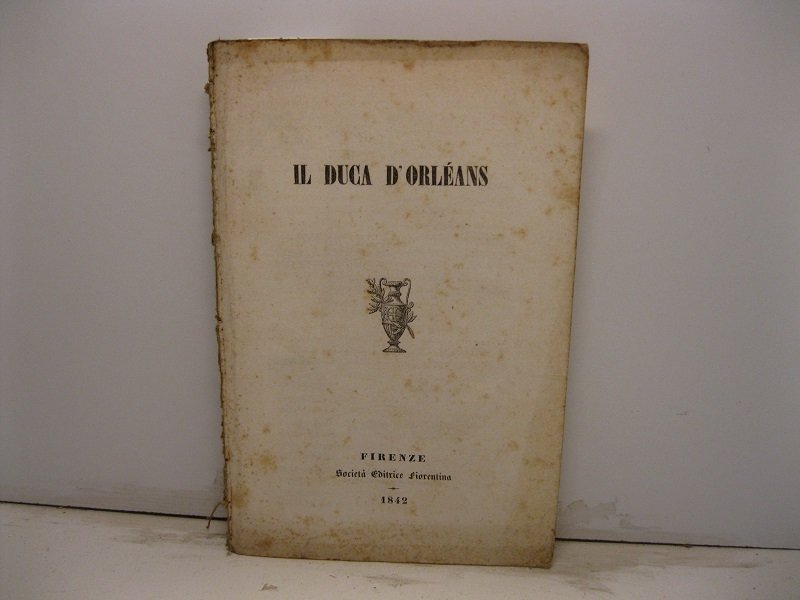 IL DUCA D'ORLÉANS
FIRENZE
Società Editrice Fiorentina
1842